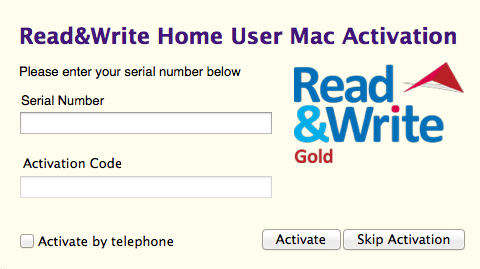 Read&Write Home User Mac Activation
Please enter your serial number below
Serial Number
Read
&Write
Gold
Activation Code
Activate by telephone
Activate
Skip Activation